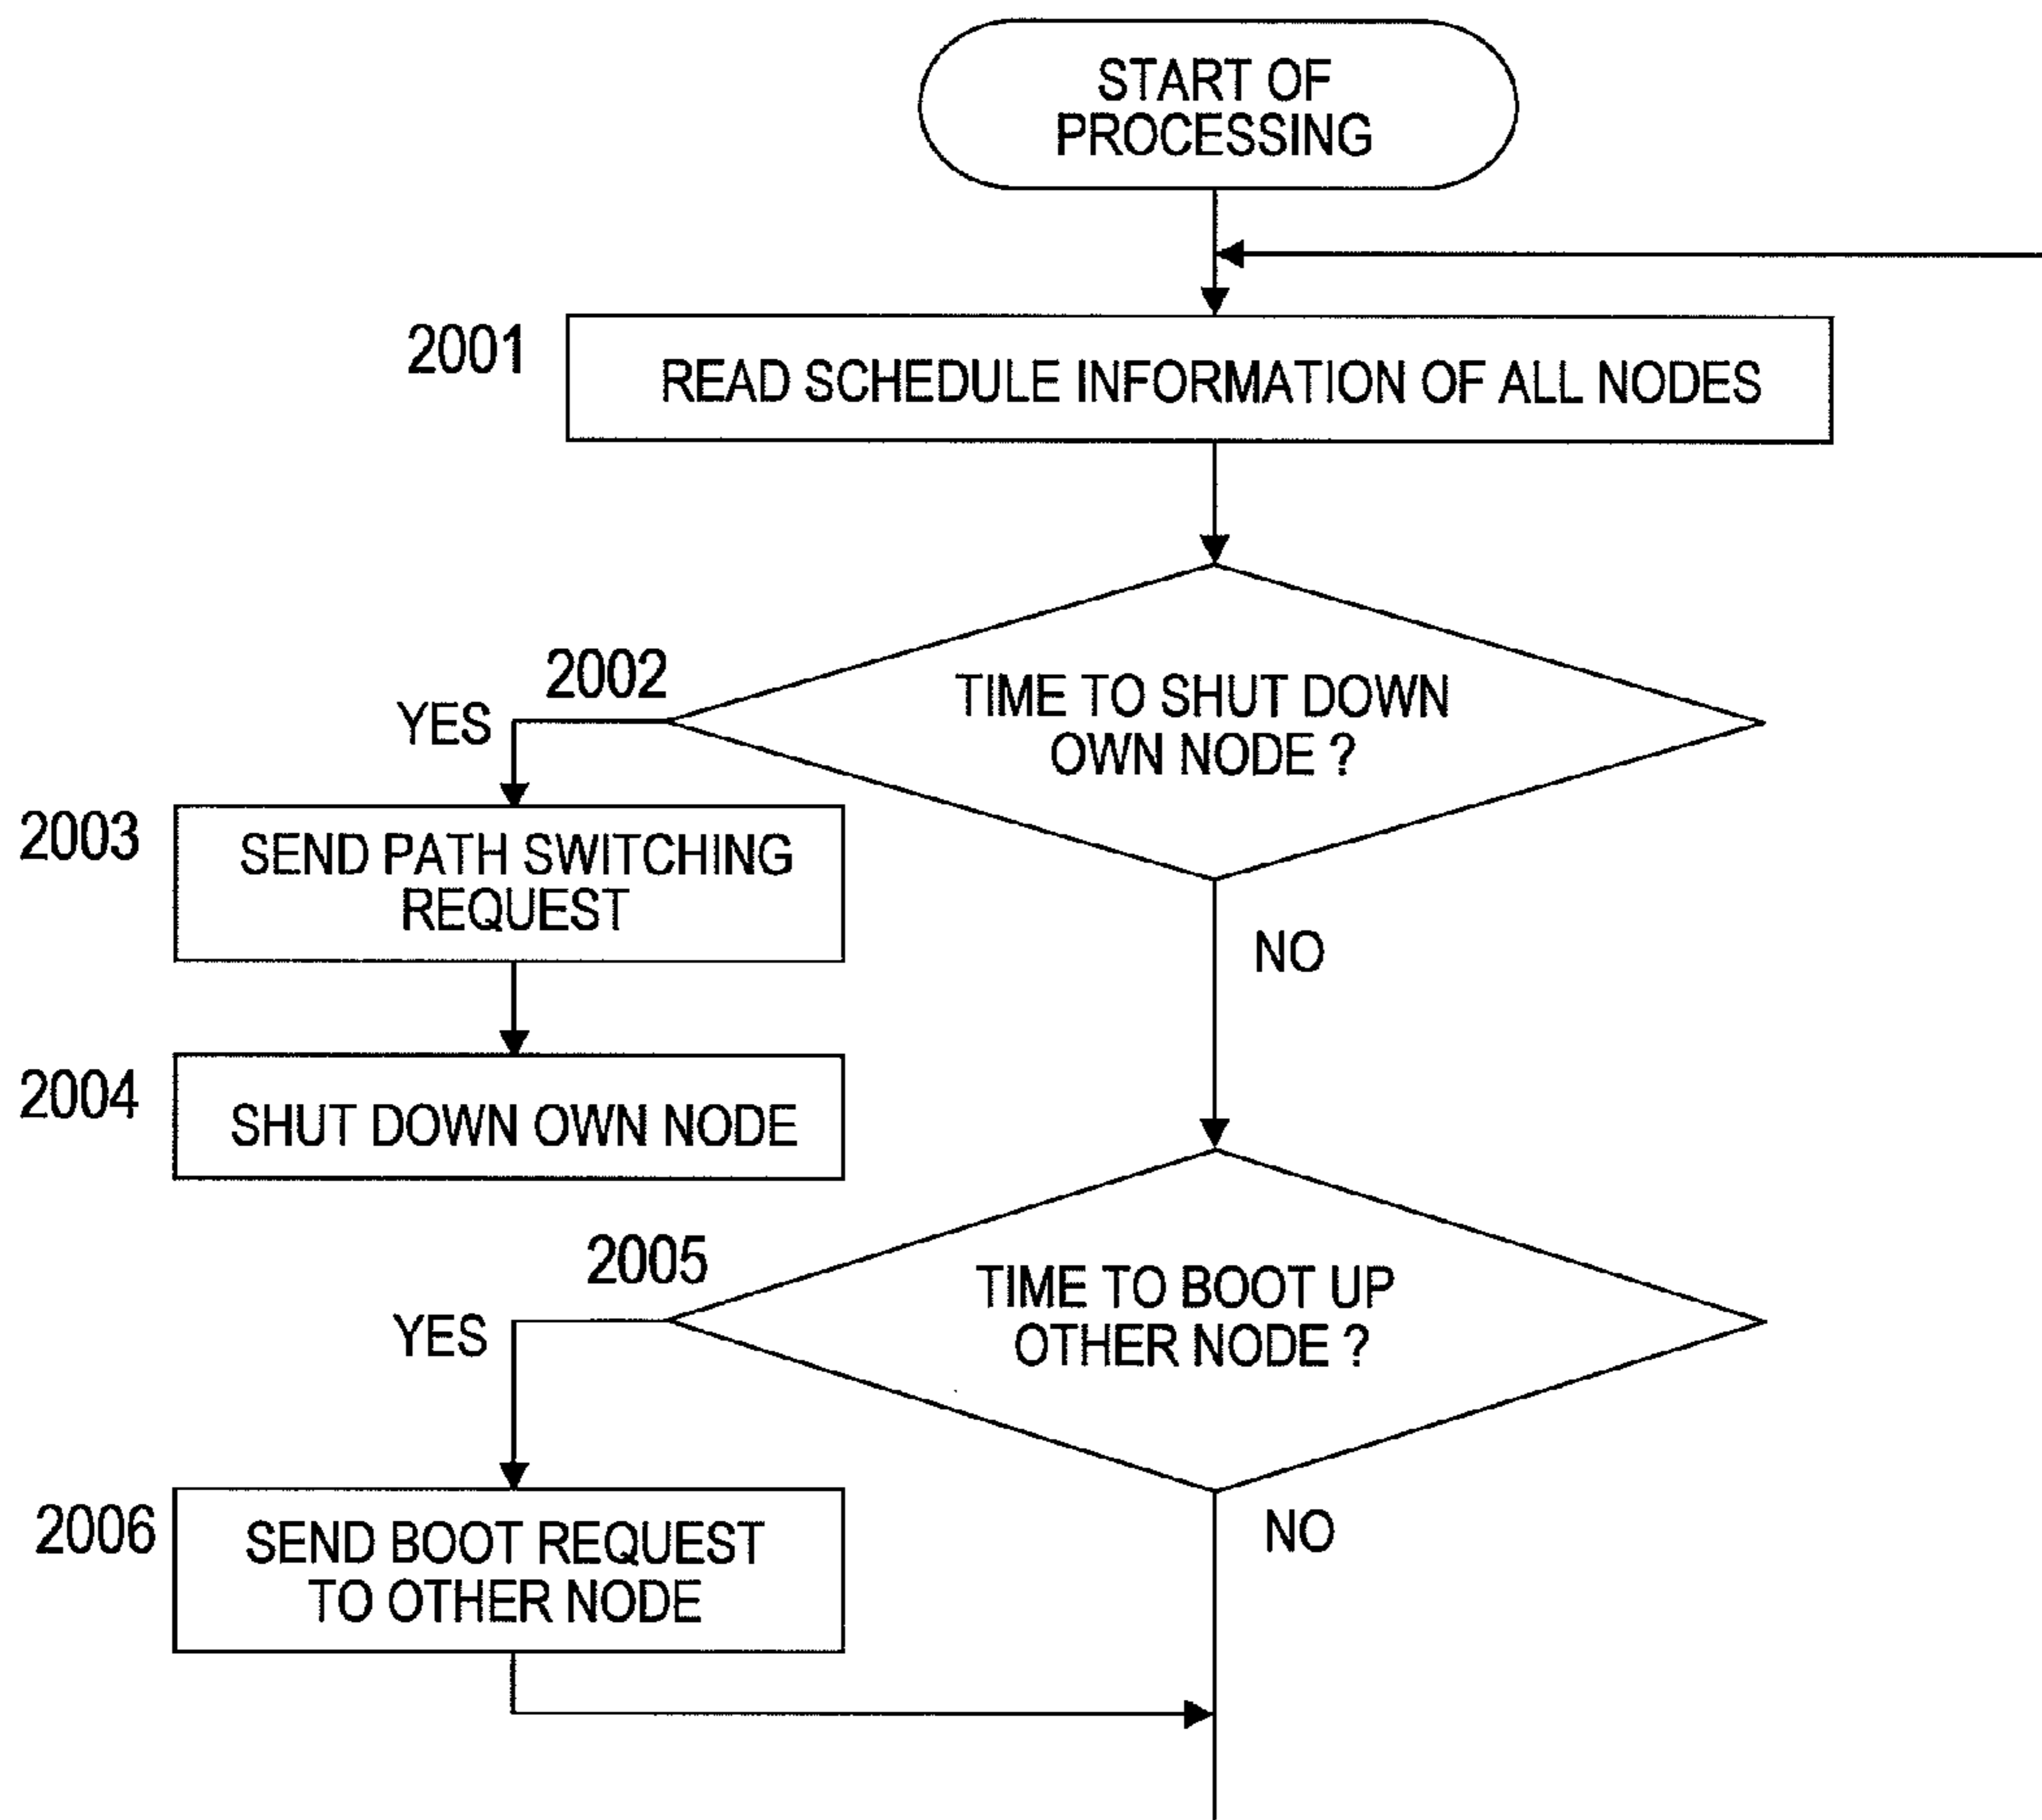 START OF
PROCESSING
2001
READ SCHEDULE INFORMATION OF ALL NODES
2002
TIME TO SHUT DOWN
OWN NODE ?
YES
2003
SEND PATH SWITCHING
REQUEST
NO
2004
SHUT DOWN OWN NODE
2005
TIME TO BOOT UP
OTHER NODE ?
YES
2006
SEND BOOT REQUEST
TO OTHER NODE
NO